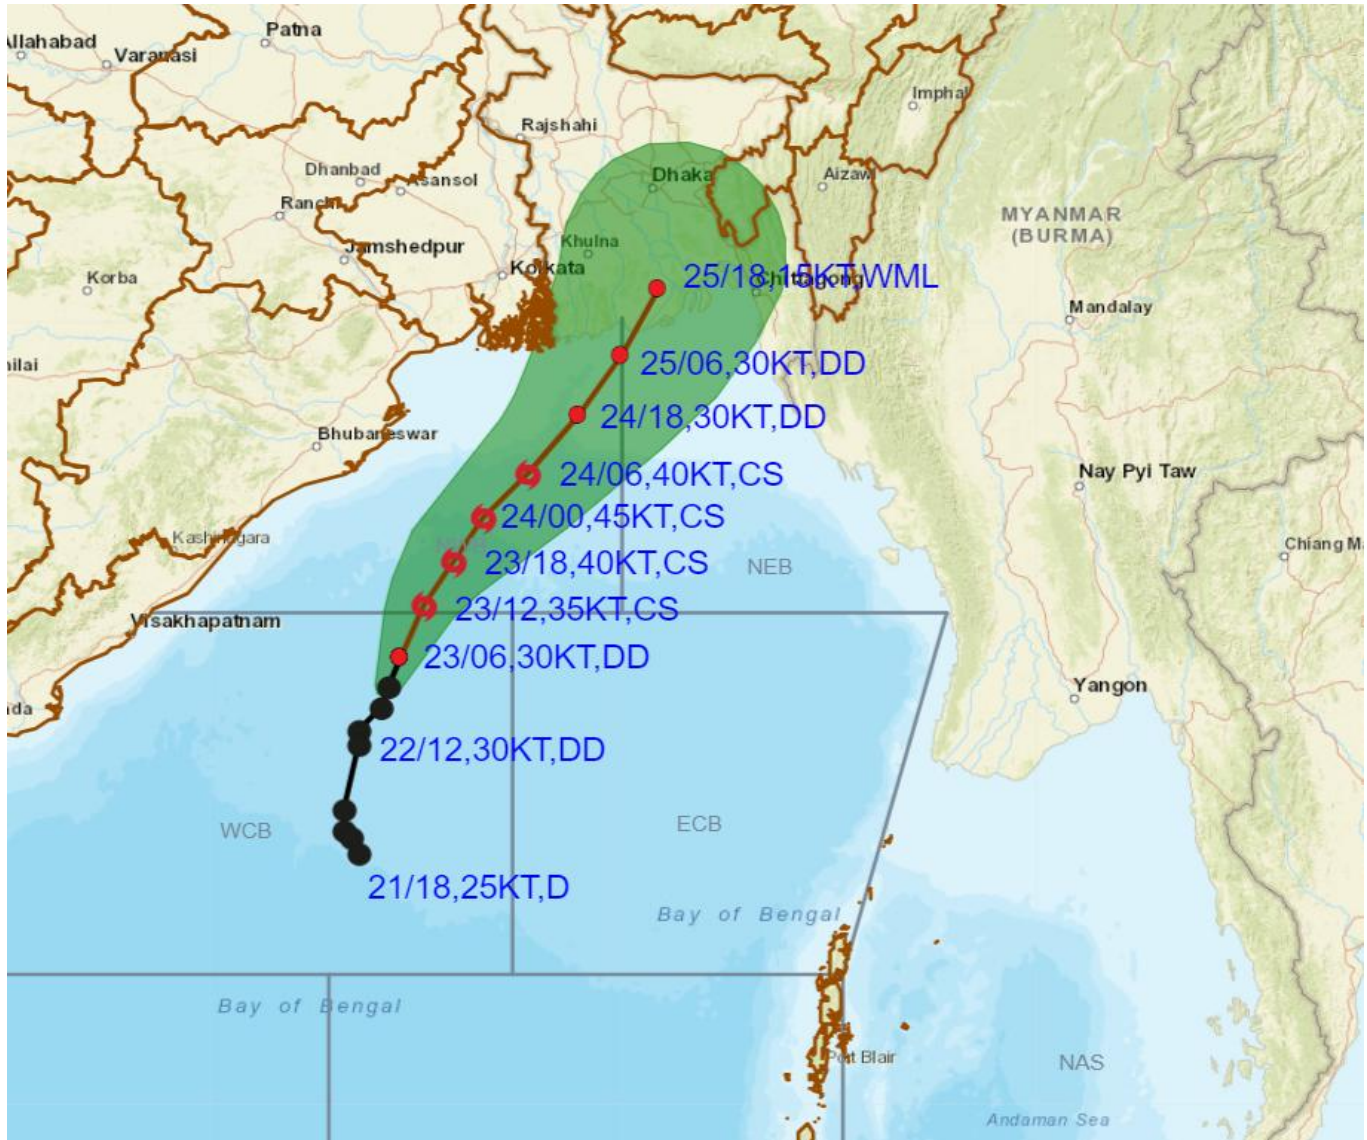 Patna
Allahabad
Varanasi
Imphal
Rajshahi
Dhanbad
Asansol
Dhaka
Aizawl
Ranchi
MYANMAR
(BURMA)
Jamshedpur
Khulna
Kolkata
Korba
25/18,15KT,WML
Chittagong
Mandalay
25/06,30KT,DD
24/18,30KT,DD
Bhubaneswar
24/06,40KT,CS
Nay Pyi Taw
24/00,45KT,CS
Chiang Ma
23/18,40KT,CS
NEB
23/12,35KT,CS
Visakhapatnam
23/06,30KT,DD
Yangon
22/12,30KT,DD
WCB
ECB
21/18,25KT,D
Bay of Bengal
Bay of Bengal
Port Blair
NAS
Andaman Sea